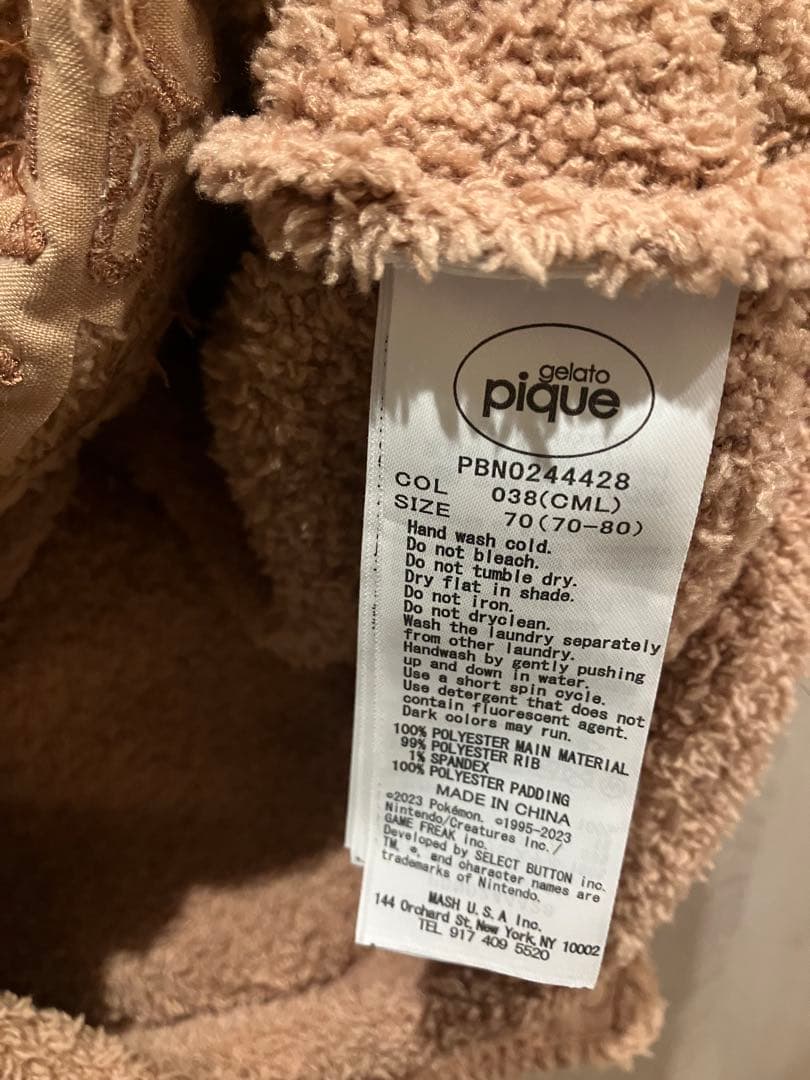 gelato
pique
PBN0244428
COL 038(CML)
SIZE 70(70-80)
Hand wash cold.
Do not bleach.
Do not tumble dry.
Dry flat in shade.
Do not iron.
Do not dryclean.
Wash the laundry separately
from other laundry.
Handwash by gently pushing
up and down in water.
Use a short spin cycle.
Use detergent that does not
contain fluorescent agent.
Dark colors may run.
100% POLYESTER MAIN MATERIAL
99% POLYESTER RIB
1% SPANDEX
100% POLYESTER PADDING
MADE IN CHINA
©2023 Pokémon. ©1995-2023
Nintendo/Creatures Inc./
GAME FREAK inc.
Developed by SELECT BUTTON inc.
TM, ®, and character names are
trademarks of Nintendo.
MASH U.S.A Inc.
144 Orchard St, New York, NY 10002
TEL 917 409 5520